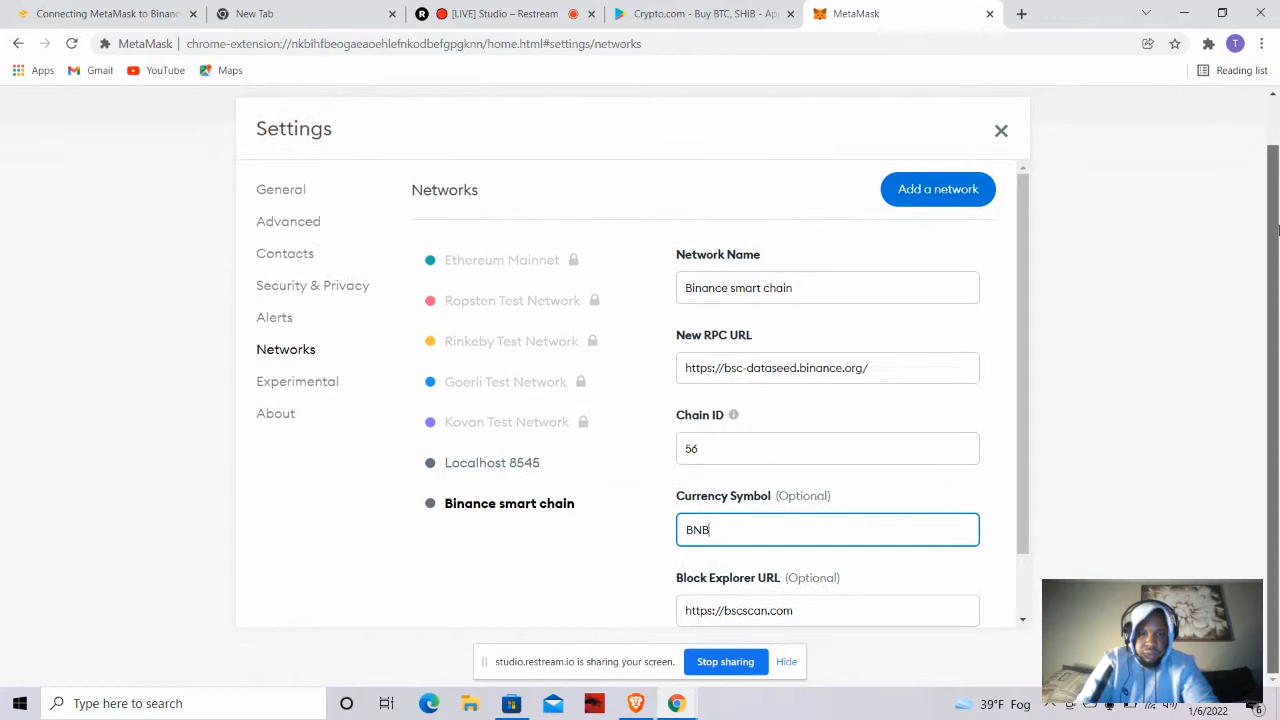 Connecting MetaMask to Binanc
New Tab
[LIVE] Studio – Restream
Crypto.com - Buy BTC, SHIB - Ap
MetaMask
MetaMask
chrome-extension://nkbihfbeogaeaoehlefnkodbefgpgknn/home.html#settings/networks
T
Apps
Gmail
YouTube
Maps
Reading list
Settings
General
Advanced
Contacts
Security & Privacy
Alerts
Networks
Experimental
About
Networks
Add a network
Ethereum Mainnet
Ropsten Test Network
Rinkeby Test Network
Goerli Test Network
Kovan Test Network
Localhost 8545
Binance smart chain
Network Name
Binance smart chain
New RPC URL
https://bsc-dataseed.binance.org/
Chain ID
56
Currency Symbol (Optional)
BNB
Block Explorer URL (Optional)
https://bscscan.com
studio.restream.io is sharing your screen.
Stop sharing
Hide
Type here to search
39°F Fog
1/6/2022